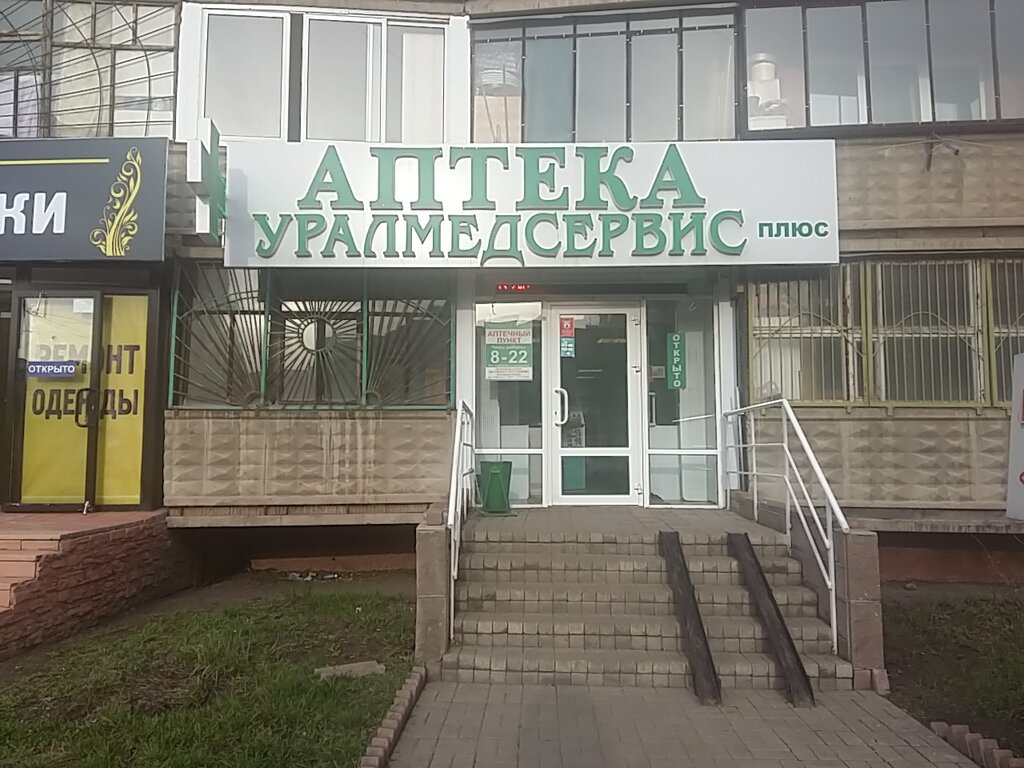 КИ
АПТЕКА
УРАЛМЕДСЕРВИС ПЛЮС
АПТЕЧНЫЙ
ПУНКТ
8-22
ОТКРЫТО
ОТКРЫТО
РЕМОНТ
ОДЕЖДЫ